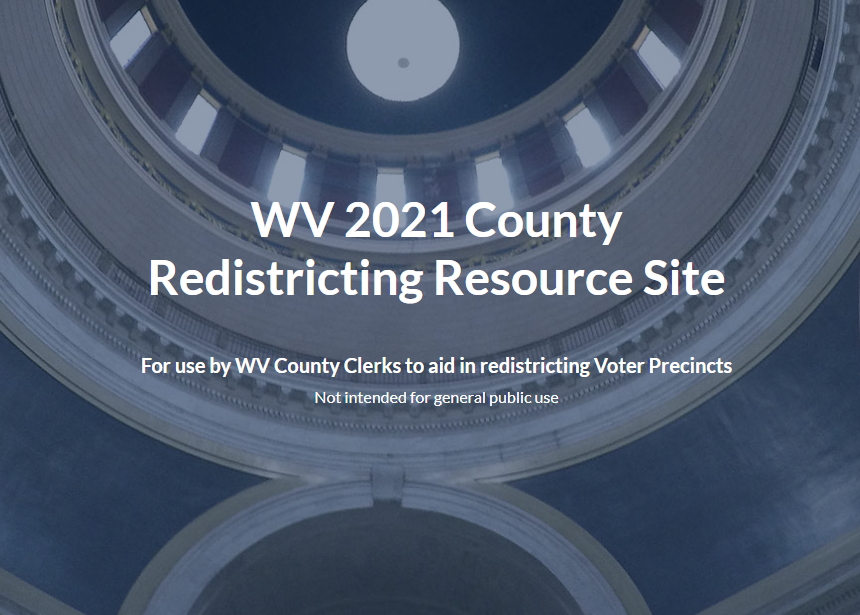 WV 2021 County
Redistricting Resource Site
For use by WV County Clerks to aid in redistricting Voter Precincts
Not intended for general public use